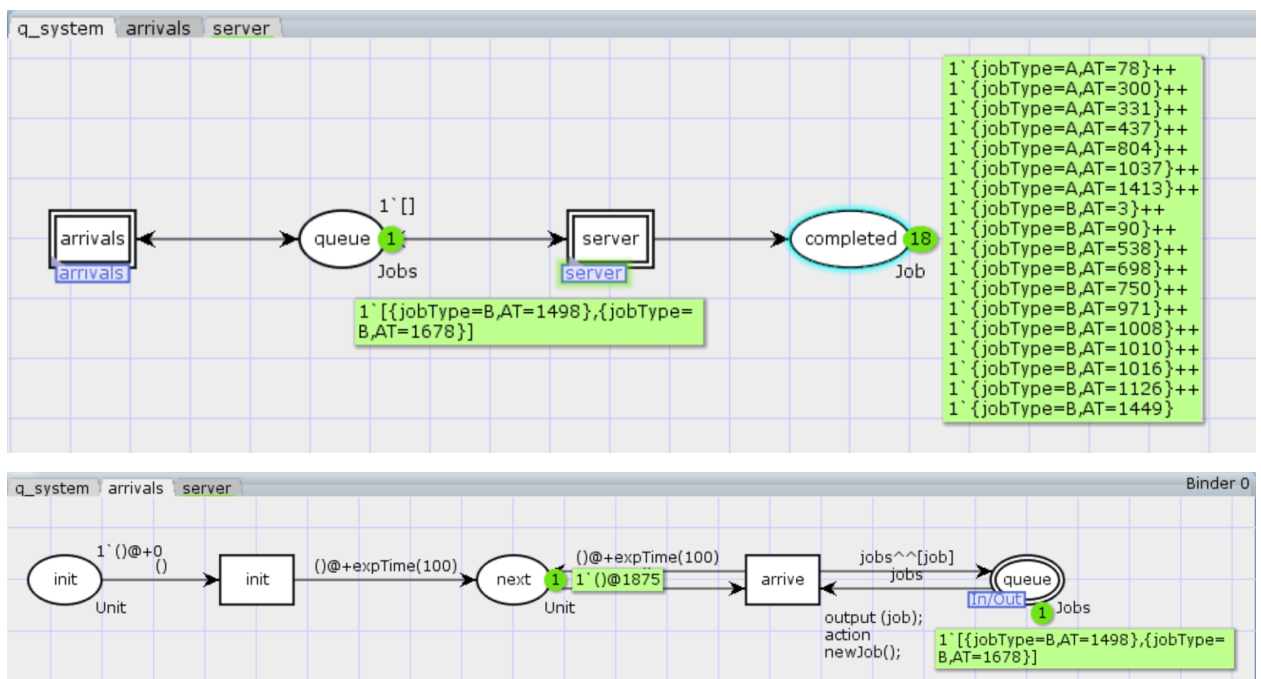 q_system arrivals server
1`{jobType=A,AT=78}++
1`{jobType=A,AT=300}++
1`{jobType=A,AT=331}++
1`{jobType=A,AT=437}++
1`{jobType=A,AT=804}++
1`{jobType=A,AT=1037}++
1`{jobType=A,AT=1413}++
1`{jobType=B,AT=3}++
1`{jobType=B,AT=90}++
1`{jobType=B,AT=538}++
1`{jobType=B,AT=698}++
1`{jobType=B,AT=750}++
1`{jobType=B,AT=971}++
1`{jobType=B,AT=1008}++
1`{jobType=B,AT=1010}++
1`{jobType=B,AT=1016}++
1`{jobType=B,AT=1126}++
1`{jobType=B,AT=1449}
1`[]
arrivals queue 1 server completed 18
arrivals Jobs server Job
1`[{jobType=B,AT=1498},{jobType=
B,AT=1678}]
q_system arrivals server Binder 0
1`()@+0
()
()@+expTime(100)
()@+expTime(100)
jobs^^[job]
jobs
init init next 1 1`()@1875 arrive queue
Unit Unit In/Out 1 Jobs
output (job);
action
newJob();
1`[{jobType=B,AT=1498},{jobType=
B,AT=1678}]